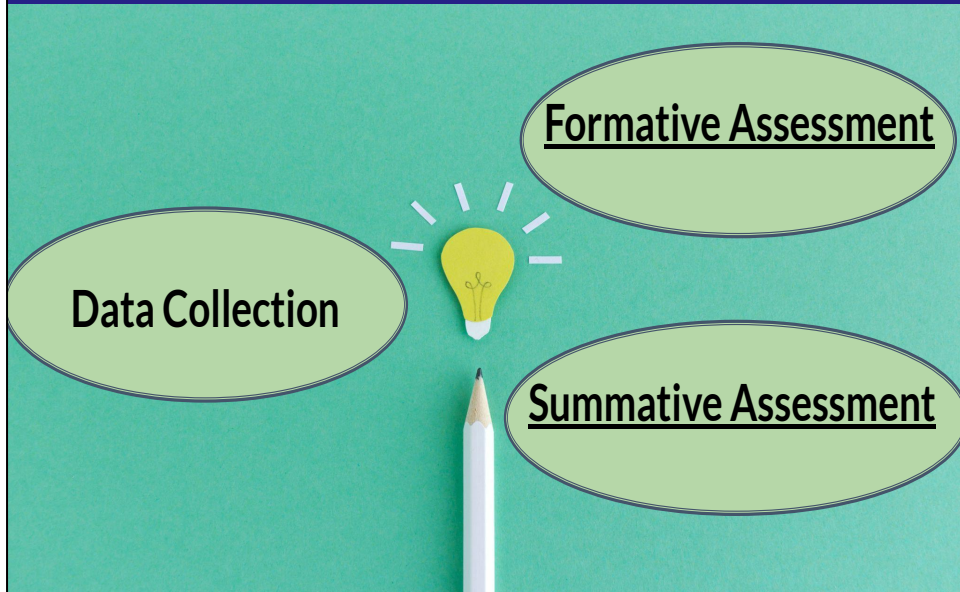 Formative Assessment
Data Collection
Summative Assessment